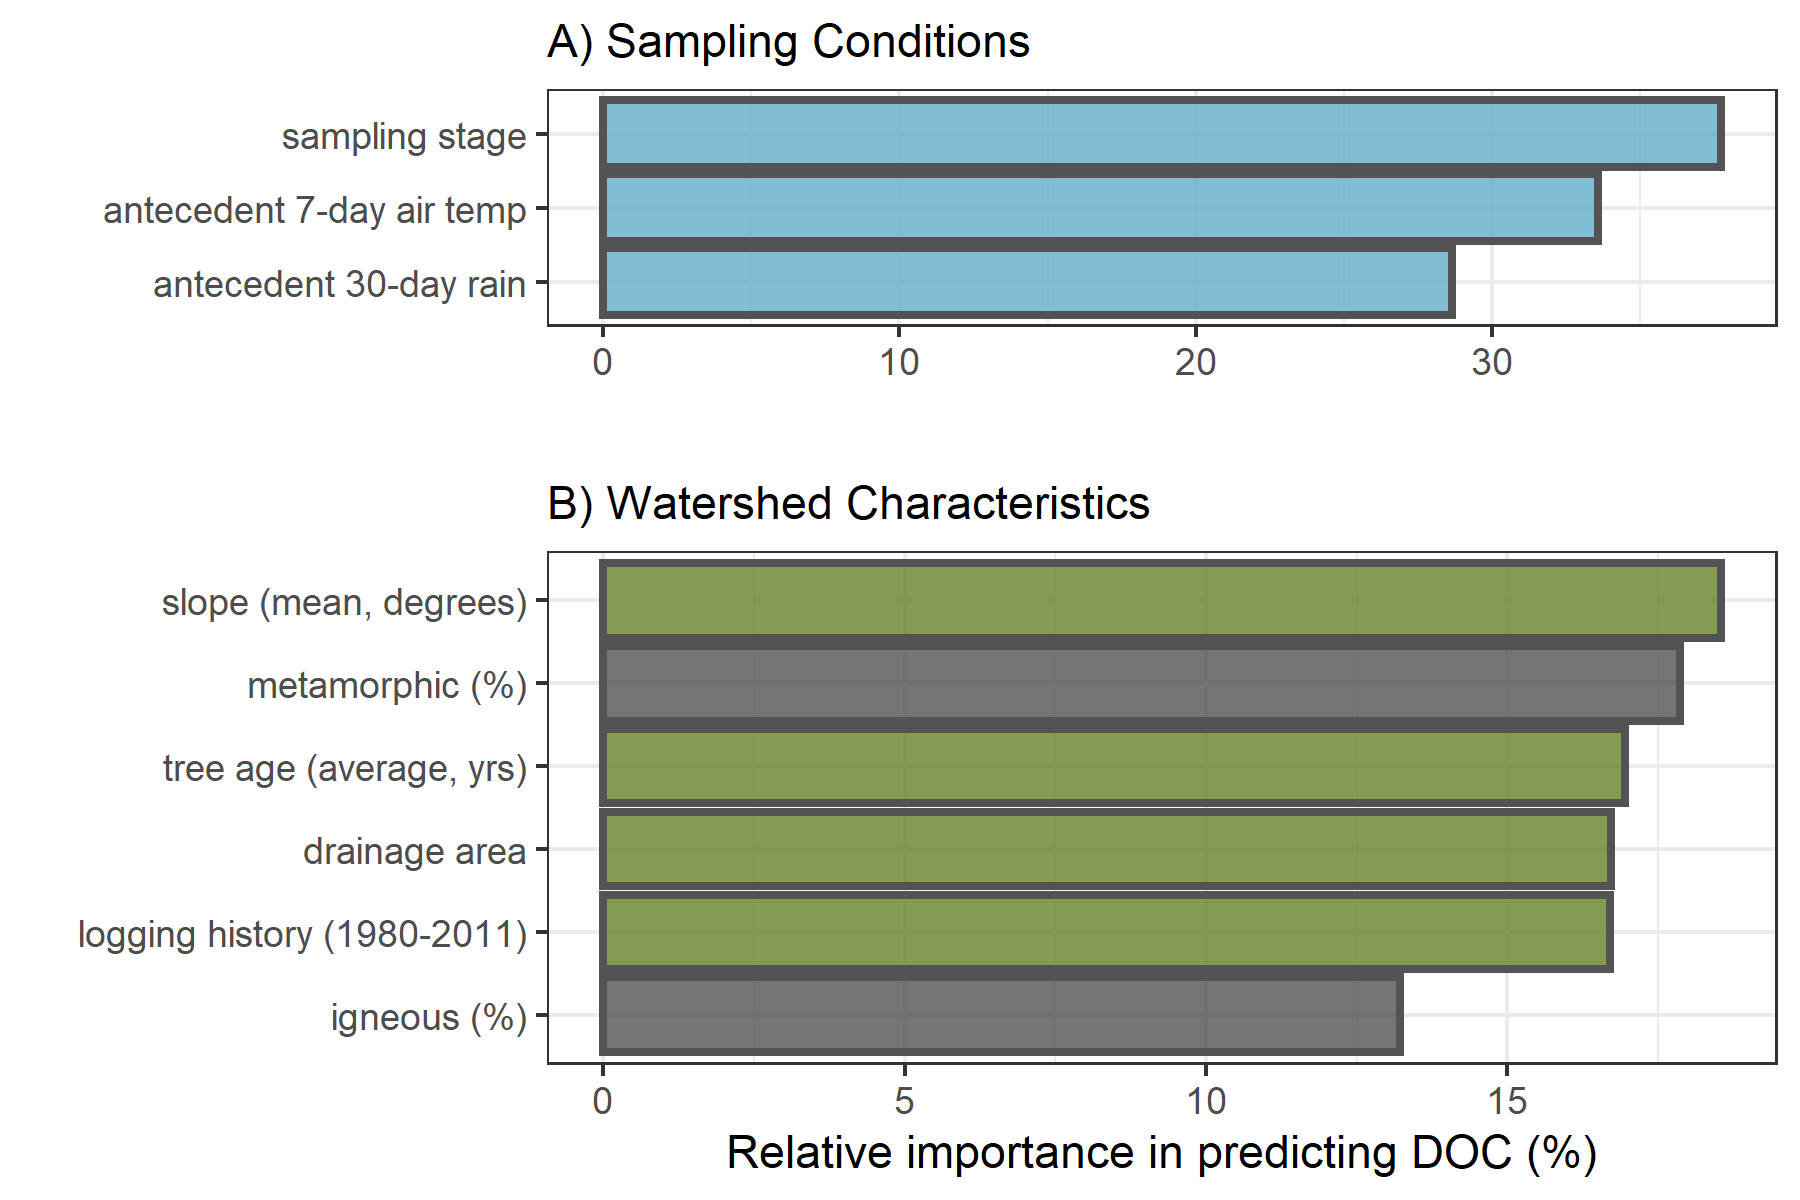 A) Sampling Conditions
sampling stage
antecedent 7-day air temp
antecedent 30-day rain
0 10 20 30
B) Watershed Characteristics
slope (mean, degrees)
metamorphic (%)
tree age (average, yrs)
drainage area
logging history (1980-2011)
igneous (%)
0 5 10 15
Relative importance in predicting DOC (%)